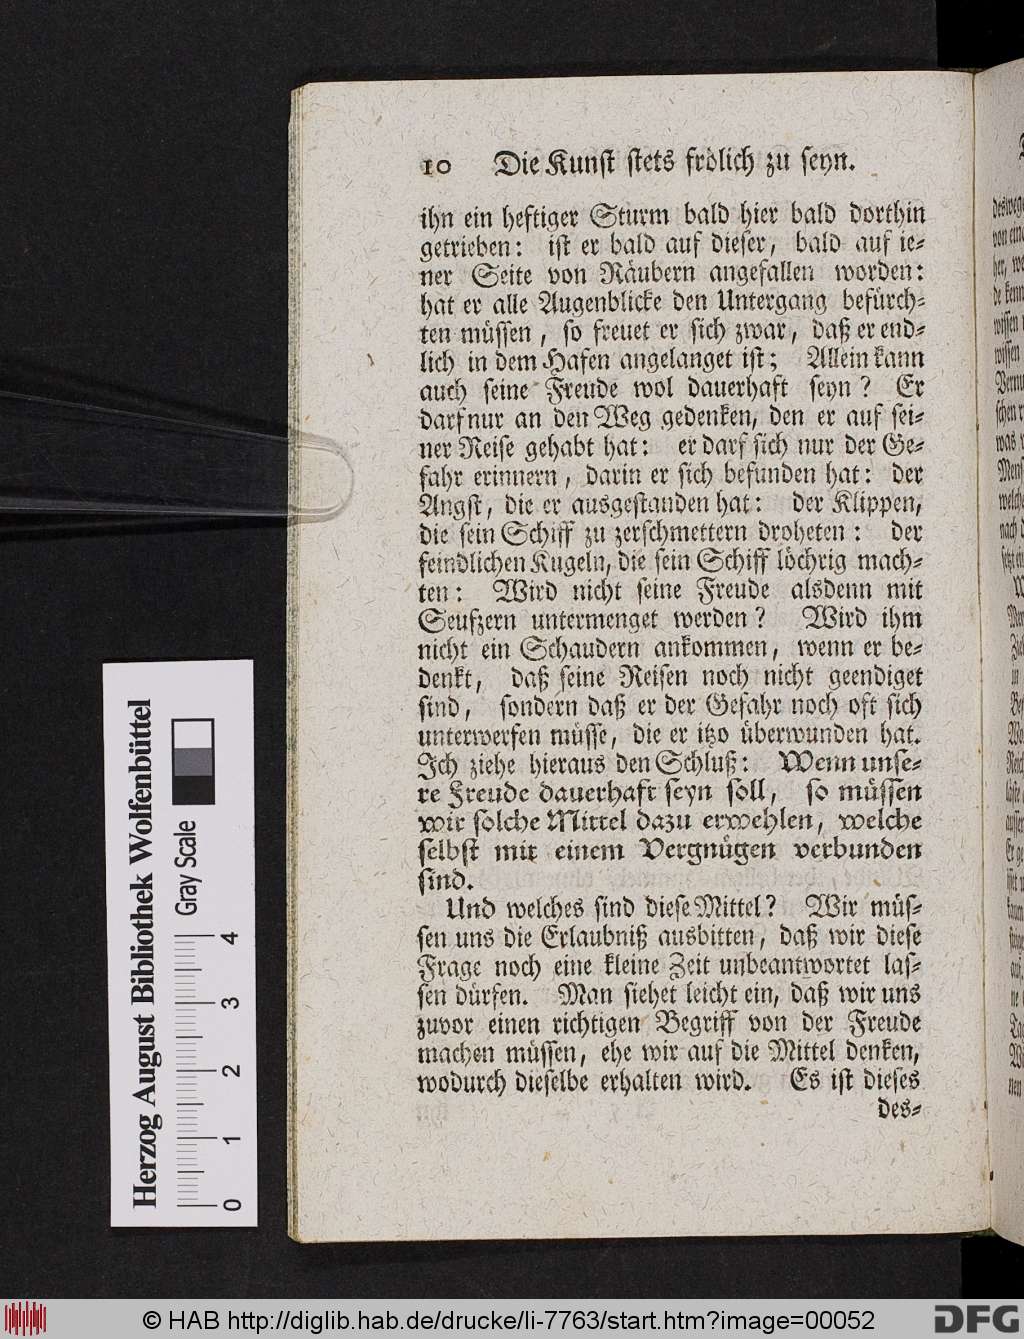 10 Die Kunst stets frölich zu seyn.
ihn ein heftiger Sturm bald hier bald dorthin
getrieben: ist er bald auf dieser, bald auf ie-
ner Seite von Räubern angefallen worden:
hat er alle Augenblicke den Untergang befürch-
ten müssen, so freuet er sich zwar, daß er end-
lich in dem Hafen angelanget ist; Allein kann
auch seine Freude wol dauerhaft seyn? Er
darf nur an den Weg gedenken, den er auf sei-
ner Reise gehabt hat: er darf sich nur der Ge-
fahr erinnern, darin er sich befunden hat: der
Angst, die er ausgestanden hat: der Klippen,
die sein Schiff zu zerschmettern droheten: der
feindlichen Kugeln, die sein Schiff löchrig mach-
ten: Wird nicht seine Freude alsdenn mit
Seufzern untermenget werden? Wird ihm
nicht ein Schaudern ankommen, wenn er be-
denkt, daß seine Reisen noch nicht geendiget
sind, sondern daß er der Gefahr noch oft sich
unterwerfen müsse, die er itzo überwunden hat.
Ich ziehe hieraus den Schluß: Wenn unse-
re Freude dauerhaft seyn soll, so müssen
wir solche Mittel dazu erwehlen, welche
selbst mit einem Vergnügen verbunden
sind.
Und welches sind diese Mittel? Wir müs-
sen uns die Erlaubniß ausbitten, daß wir diese
Frage noch eine kleine Zeit unbeantwortet las-
sen dürfen. Man siehet leicht ein, daß wir uns
zuvor einen richtigen Begriff von der Freude
machen müssen, ehe wir auf die Mittel denken,
wodurch dieselbe erhalten wird. Es ist dieses
des-
Herzog August Bibliothek Wolfenbüttel
Gray Scale
0 1 2 3 4
© HAB http://diglib.hab.de/drucke/li-7763/start.htm?image=00052
DFG